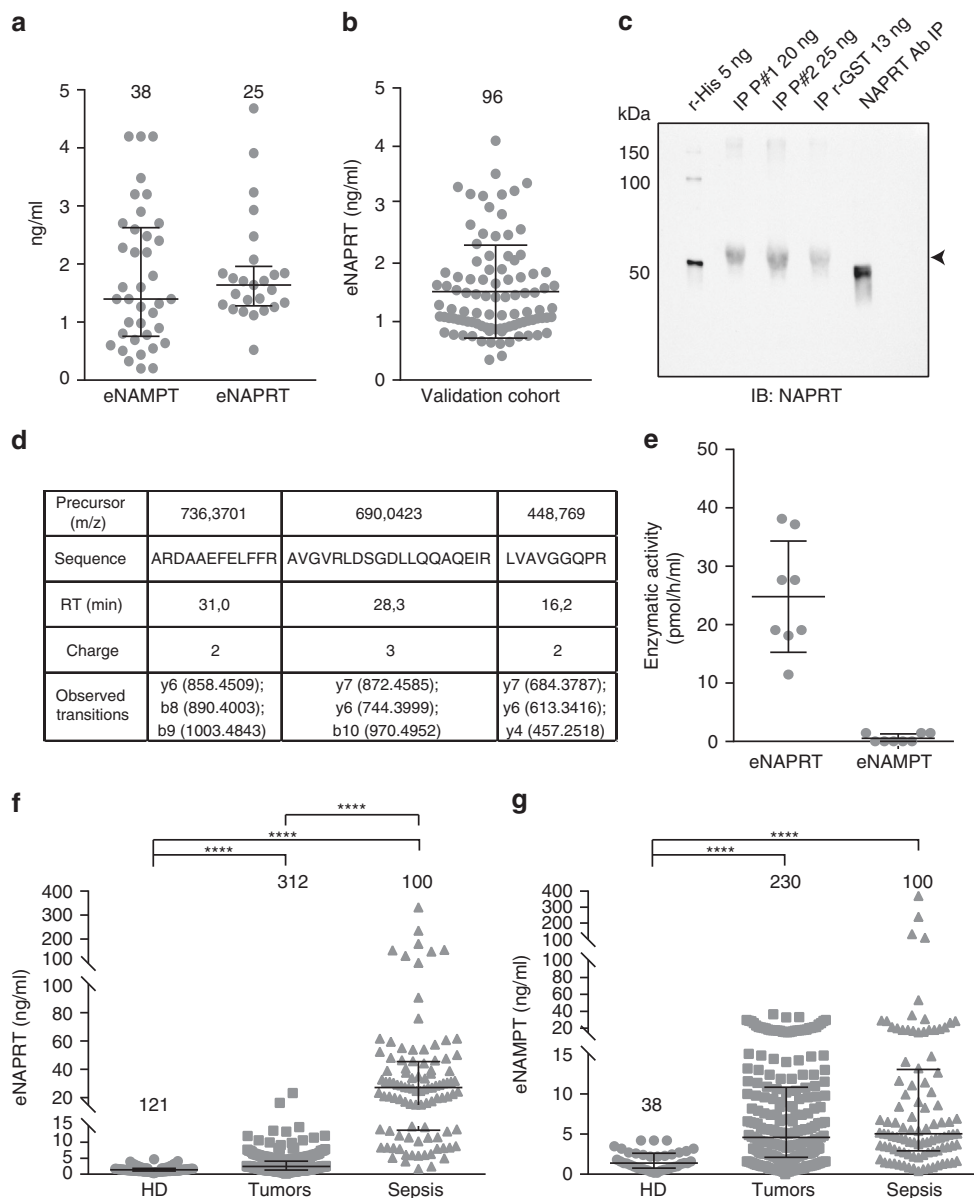 a
b
c
38
25
5
4
3
2
1
0
ng/ml
eNAMPT
eNAPRT
96
5
4
3
2
1
0
eNAPRT (ng/ml)
Validation cohort
r-His 5 ng
IP P#1 20 ng
IP P#2 25 ng
IP r-GST 13 ng
NAPRT Ab IP
kDa
150
100
50
IB: NAPRT
d
Precursor (m/z) 736,3701 690,0423 448,769
Sequence ARDAAEFELFFR AVGVRLDSGDLLQQAQEIR LVAVGGQPR
RT (min) 31,0 28,3 16,2
Charge 2 3 2
Observed transitions
y6 (858.4509); y7 (872.4585); y7 (684.3787);
b8 (890.4003); y6 (744.3999); y6 (613.3416);
b9 (1003.4843) b10 (970.4952) y4 (457.2518)
e
50
40
30
20
10
0
Enzymatic activity
(pmol/h/ml)
eNAPRT
eNAMPT
f
****
****
****
312
100
121
400
300
200
100
100
80
60
40
20
15
10
5
0
eNAPRT (ng/ml)
HD
Tumors
Sepsis
g
****
****
230
100
38
400
300
200
100
100
80
60
40
20
15
10
5
0
eNAMPT (ng/ml)
HD
Tumors
Sepsis